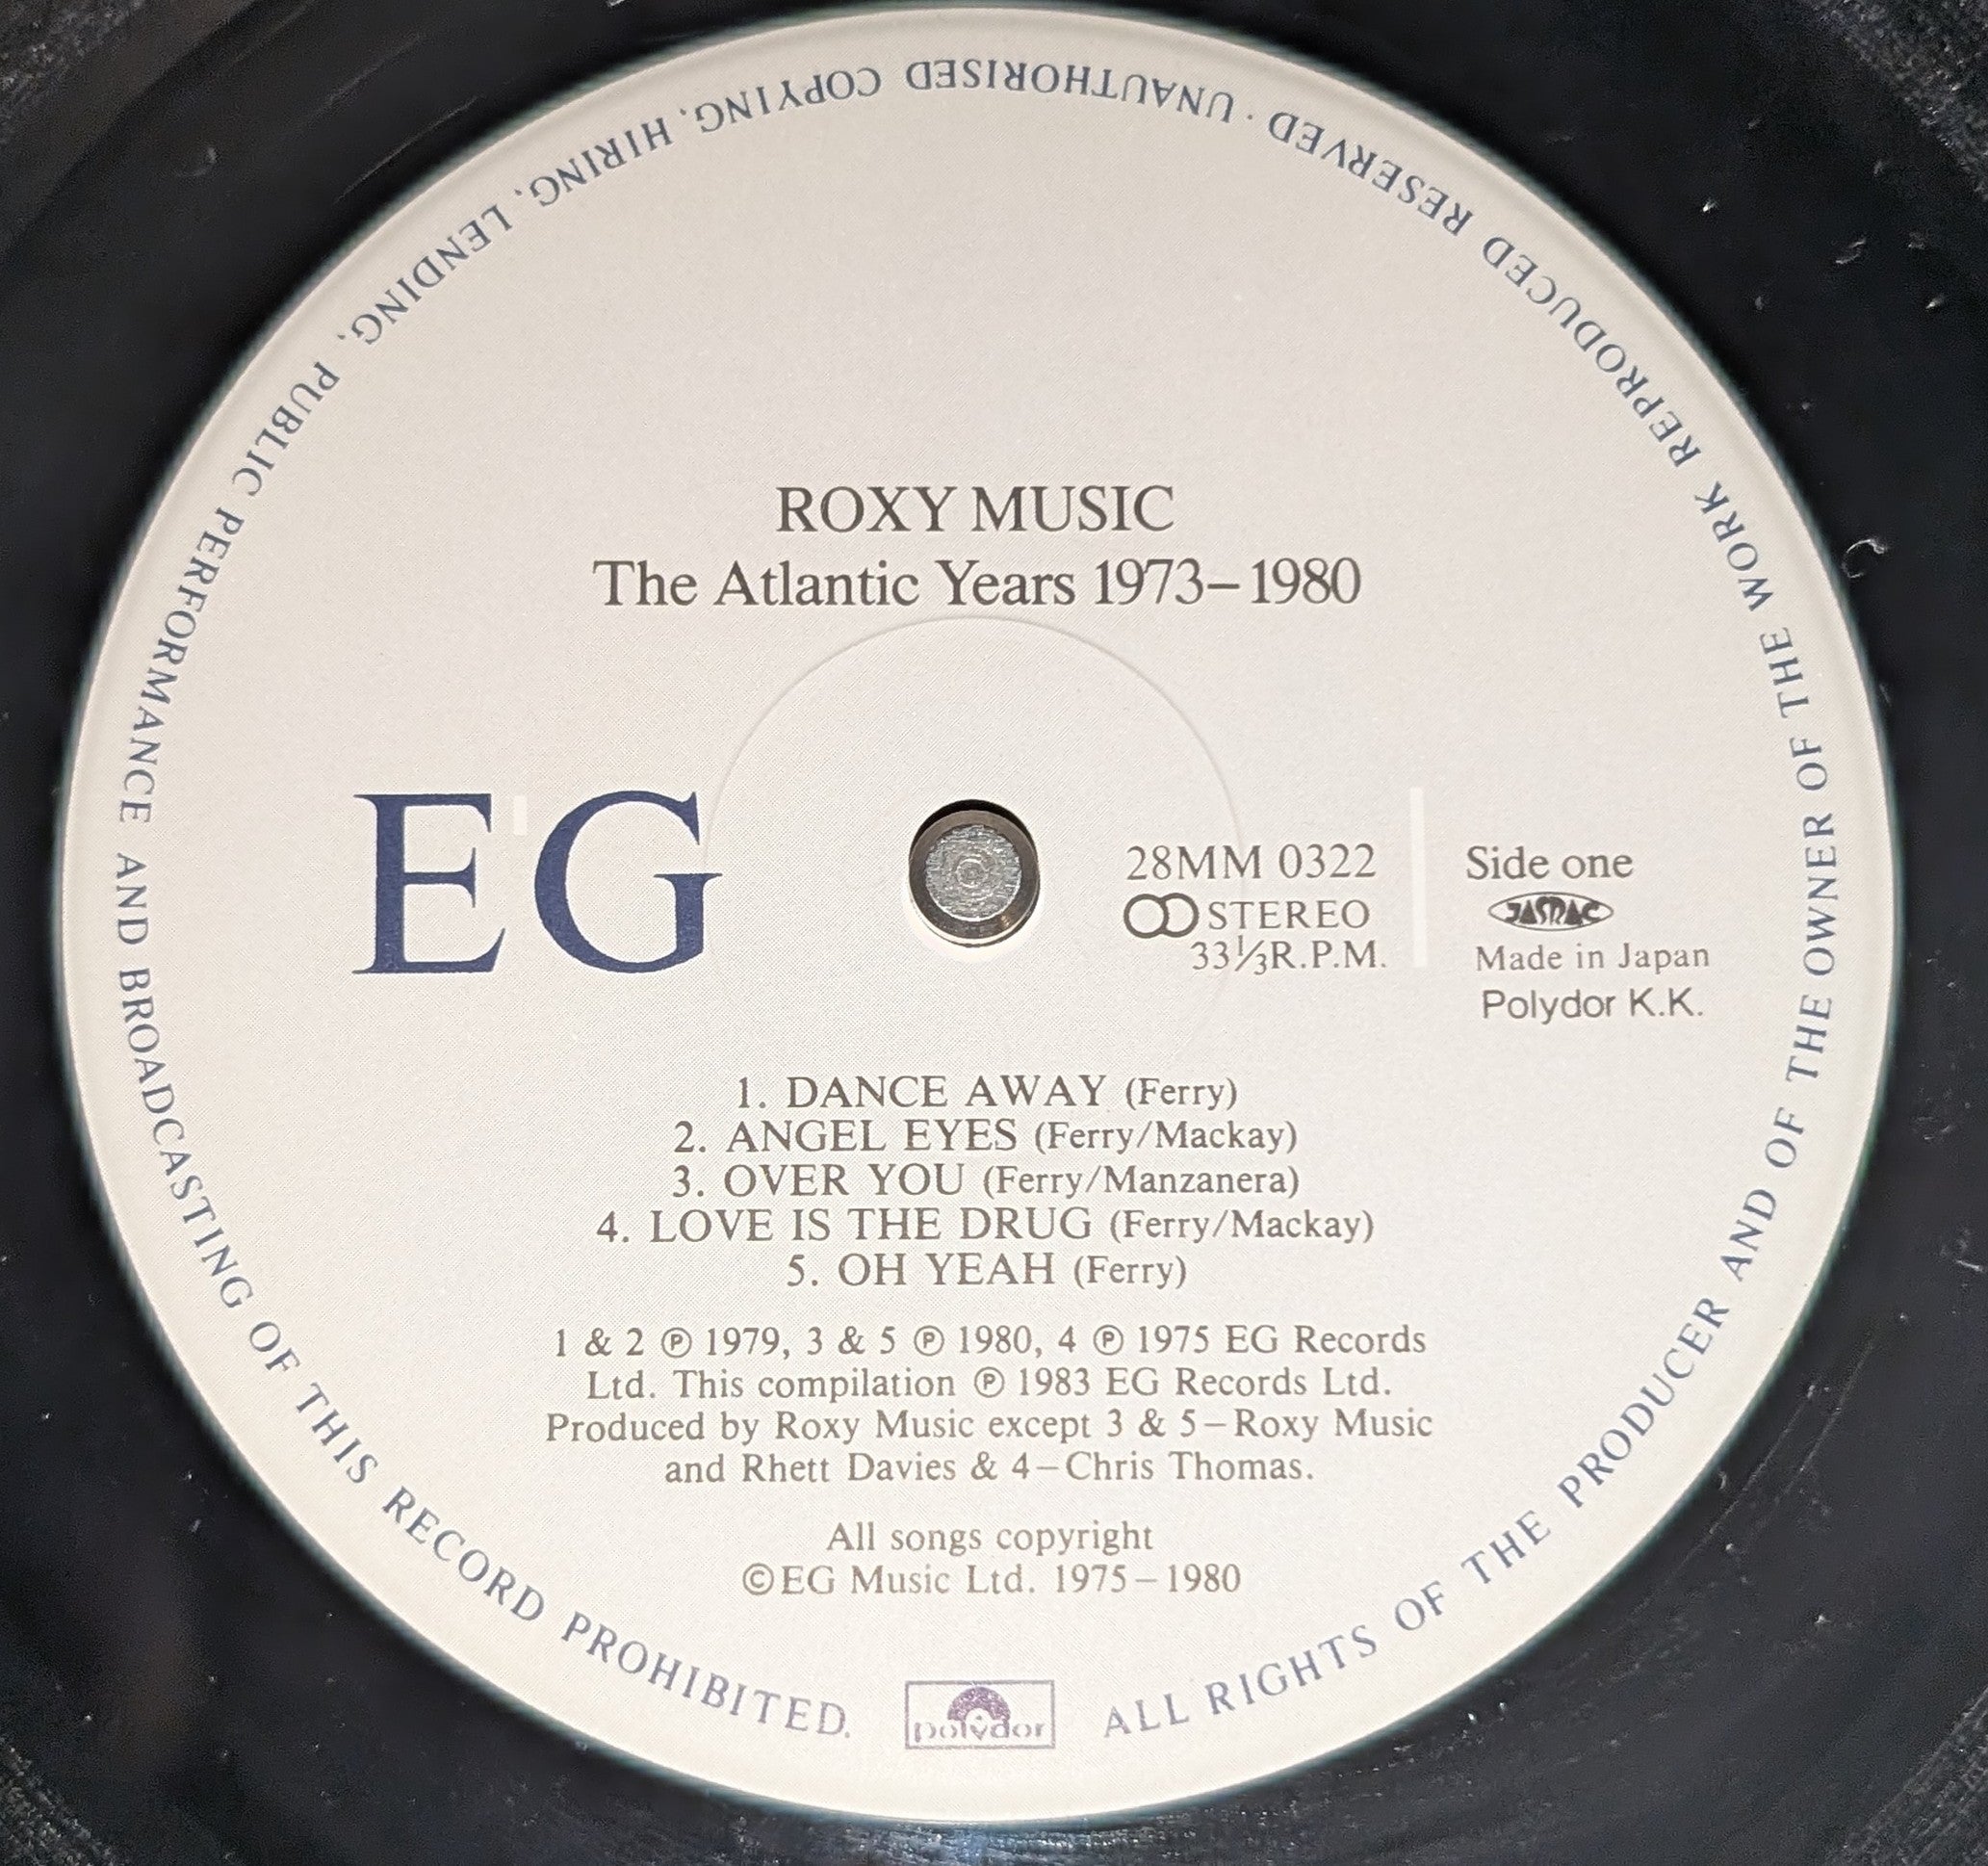 ROXY MUSIC
The Atlantic Years 1973–1980
EG
28MM 0322
STEREO
33⅓R.P.M.
Side one
JASRAC
Made in Japan
Polydor K.K.
1. DANCE AWAY (Ferry)
2. ANGEL EYES (Ferry/Mackay)
3. OVER YOU (Ferry/Manzanera)
4. LOVE IS THE DRUG (Ferry/Mackay)
5. OH YEAH (Ferry)
1 & 2 ℗ 1979, 3 & 5 ℗ 1980, 4 ℗ 1975 EG Records
Ltd. This compilation ℗ 1983 EG Records Ltd.
Produced by Roxy Music except 3 & 5–Roxy Music
and Rhett Davies & 4–Chris Thomas.
All songs copyright
©EG Music Ltd. 1975–1980
polydor
ALL RIGHTS OF THE PRODUCER AND OF THE OWNER OF THE WORK REPRODUCED RESERVED · UNAUTHORISED COPYING, HIRING, LENDING, PUBLIC PERFORMANCE AND BROADCASTING OF THIS RECORD PROHIBITED.